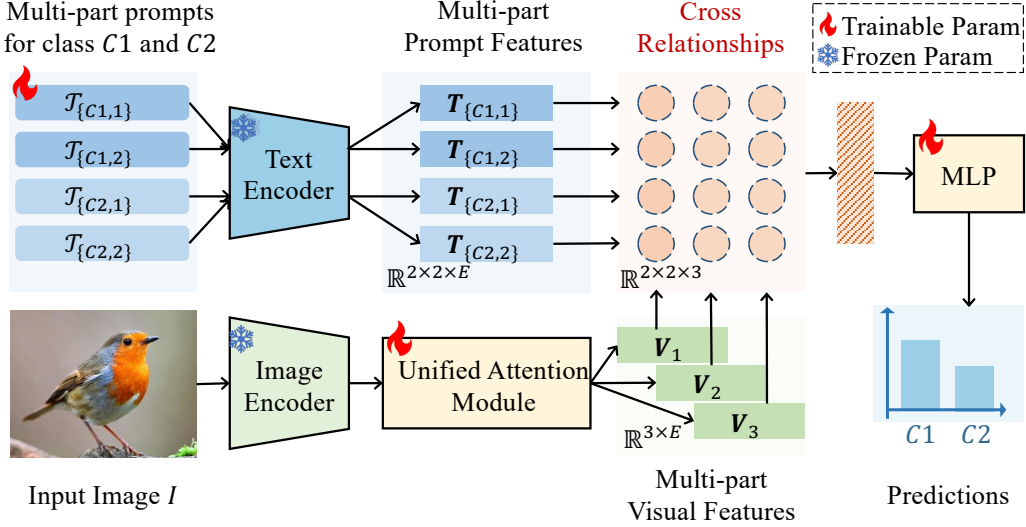 Multi-part prompts
for class C1 and C2
Multi-part
Prompt Features
Cross
Relationships
Trainable Param
Frozen Param
𝒯{C1,1}
𝒯{C1,2}
𝒯{C2,1}
𝒯{C2,2}
Text
Encoder
T{C1,1}
T{C1,2}
T{C2,1}
T{C2,2}
ℝ2×2×E
ℝ2×2×3
MLP
Image
Encoder
Unified Attention
Module
V1
V2
V3
ℝ3×E
C1 C2
Input Image I
Multi-part
Visual Features
Predictions